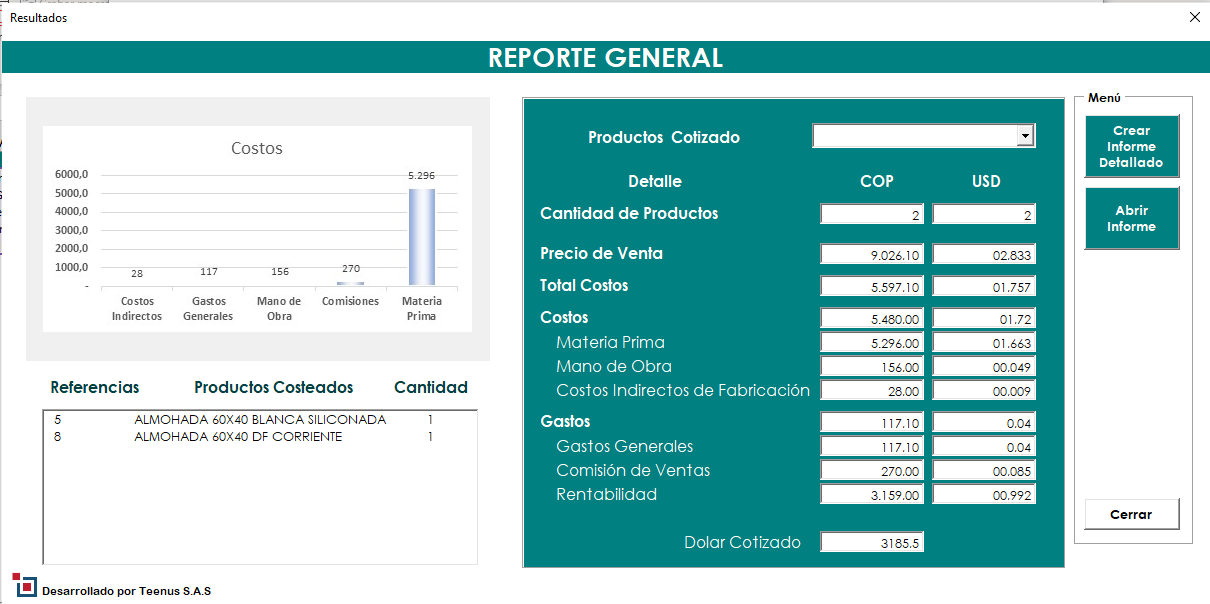 Resultados
REPORTE GENERAL
Costos
6000,0
5000,0
4000,0
3000,0
2000,0
1000,0
-
28
117
156
270
5.296
Costos Indirectos
Gastos Generales
Mano de Obra
Comisiones
Materia Prima
Referencias Productos Costeados Cantidad
5 ALMOHADA 60X40 BLANCA SILICONADA 1
8 ALMOHADA 60X40 DF CORRIENTE 1
Desarrollado por Teenus S.A.S
Productos Cotizado
Detalle COP USD
Cantidad de Productos 2 2
Precio de Venta 9.026.10 02.833
Total Costos 5.597.10 01.757
Costos 5.480.00 01.72
Materia Prima 5.296.00 01.663
Mano de Obra 156.00 00.049
Costos Indirectos de Fabricación 28.00 00.009
Gastos 117.10 0.04
Gastos Generales 117.10 0.04
Comisión de Ventas 270.00 00.085
Rentabilidad 3.159.00 00.992
Dolar Cotizado 3185.5
Menú
Crear
Informe
Detallado
Abrir
Informe
Cerrar